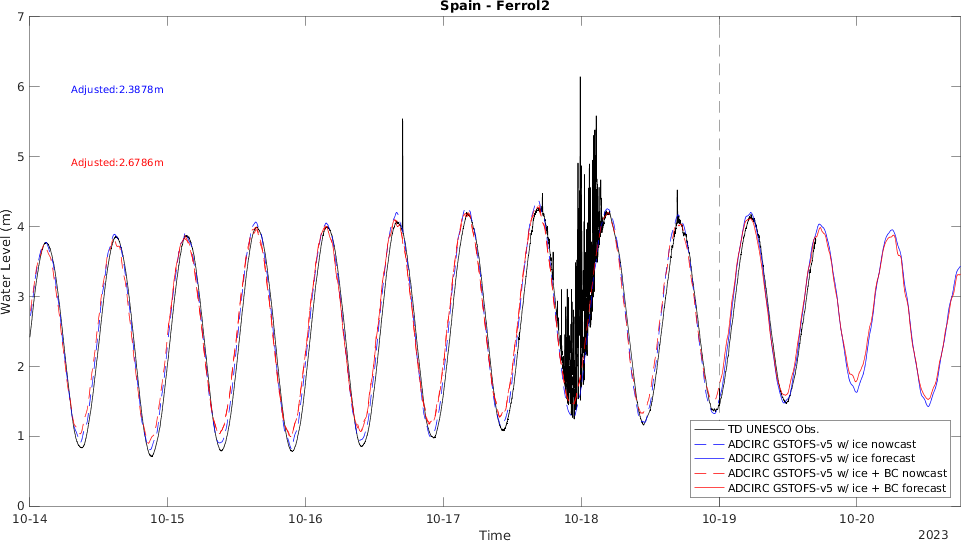 Spain - Ferrol2
7
6
5
4
3
2
1
0
Water Level (m)
Adjusted:2.3878m
Adjusted:2.6786m
TD UNESCO Obs.
ADCIRC GSTOFS-v5 w/ ice nowcast
ADCIRC GSTOFS-v5 w/ ice forecast
ADCIRC GSTOFS-v5 w/ ice + BC nowcast
ADCIRC GSTOFS-v5 w/ ice + BC forecast
10-14 10-15 10-16 10-17 10-18 10-19 10-20
Time
2023